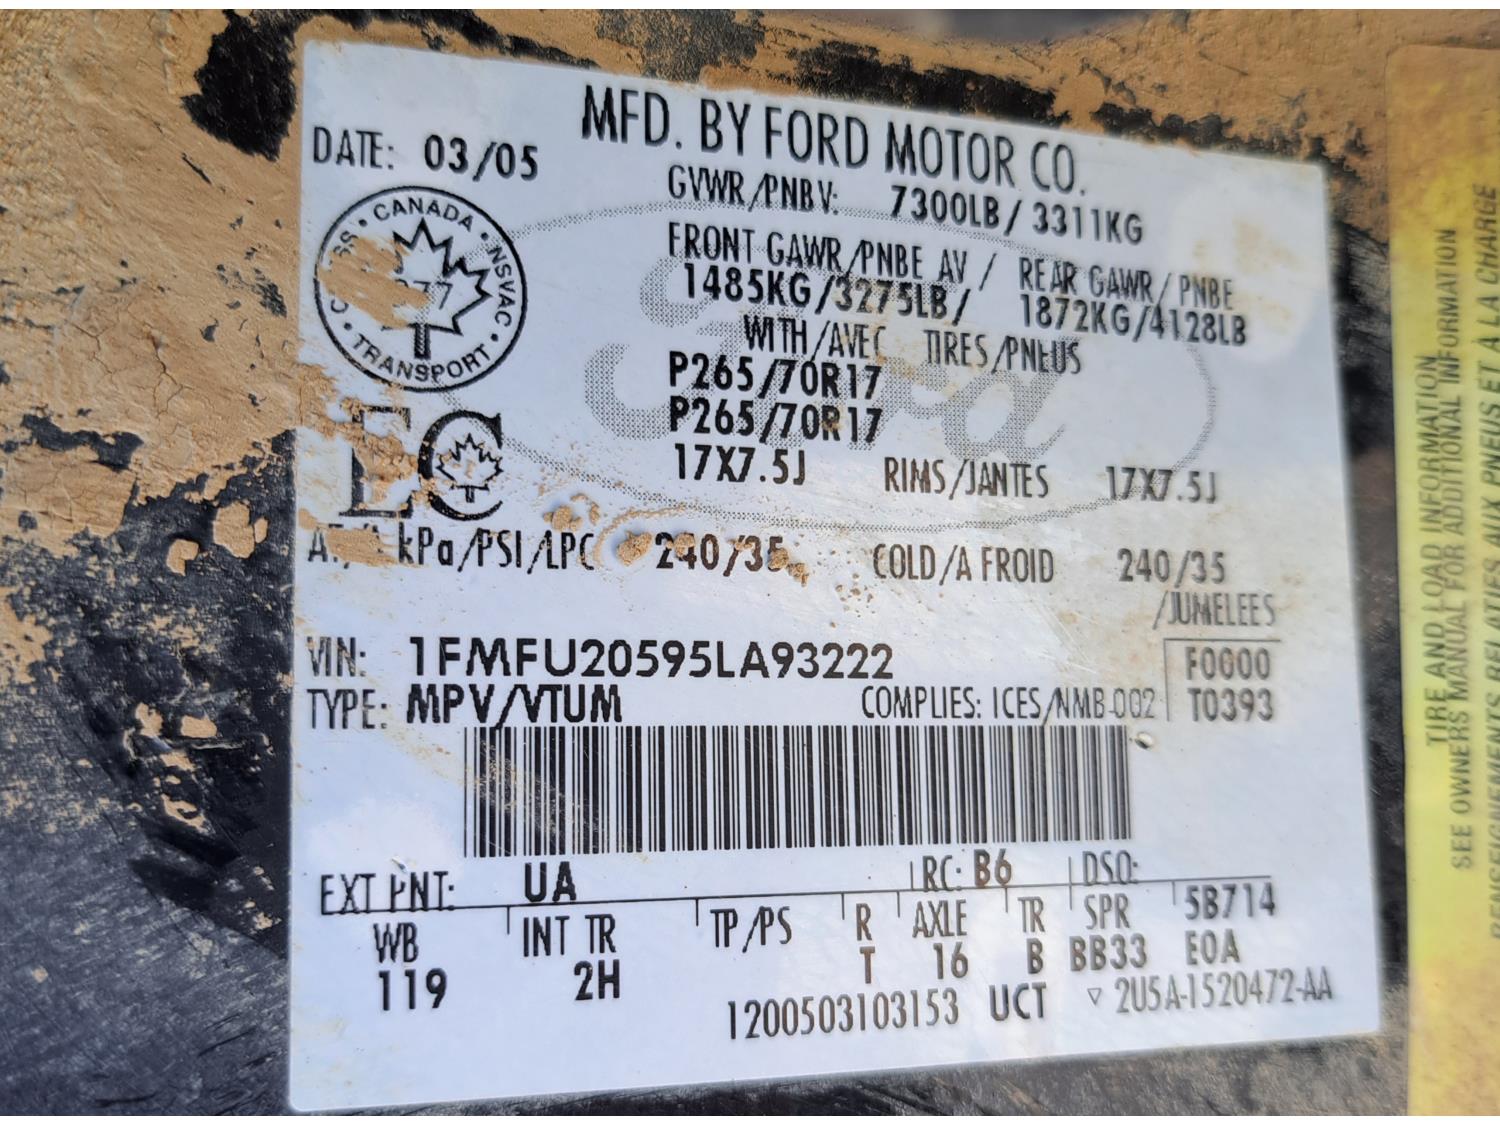 MFD. BY FORD MOTOR CO.
DATE: 03/05
GVWR/PNBV: 7300LB/ 3311KG
FRONT GAWR/PNBE AV / REAR GAWR/ PNBE
1485KG/3275LB/ 1872KG/4128LB
WITH/AVEC TIRES/PNEUS
P265/70R17
P265/70R17
17X7.5J RIMS/JANTES 17X7.5J
kPa/PSI/LPC 240/35 COLD/A FROID 240/35
/JUMELEES
CANADA • NSVAC • TRANSPORT •
Ford
VIN: 1FMFU20595LA93222 F0000
TYPE: MPV/VTUM COMPLIES: ICES/NMB-002 T0393
EXT PNT: UA RC: B6 DSO:
WB INT TR TP/PS R AXLE TR SPR 5B714
119 2H T 16 B BB33 E0A
1200503103153 UCT ▽ 2U5A-1520472-AA
TIRE AND LOAD INFORMATION
SEE OWNERS MANUAL FOR ADDITIONAL INFORMATION
RENSEIGNEMENTS RELATIFS AUX PNEUS ET A LA CHARGE